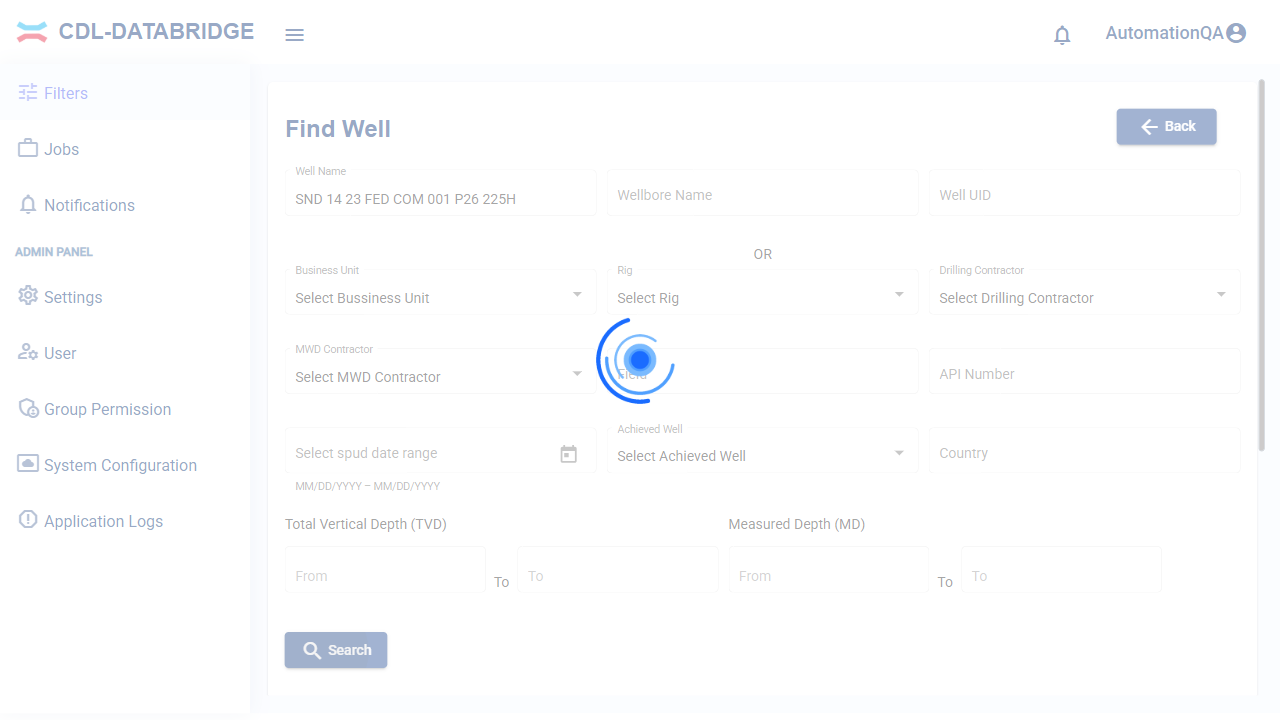 CDL-DATABRIDGE
AutomationQA
Filters
Jobs
Notifications
ADMIN PANEL
Settings
User
Group Permission
System Configuration
Application Logs
Find Well
Back
Well Name
SND 14 23 FED COM 001 P26 225H
Wellbore Name
Well UID
OR
Business Unit
Select Bussiness Unit
Rig
Select Rig
Drilling Contractor
Select Drilling Contractor
MWD Contractor
Select MWD Contractor
Field
API Number
Select spud date range
MM/DD/YYYY – MM/DD/YYYY
Achieved Well
Select Achieved Well
Country
Total Vertical Depth (TVD)
Measured Depth (MD)
From
To
To
From
To
To
Search